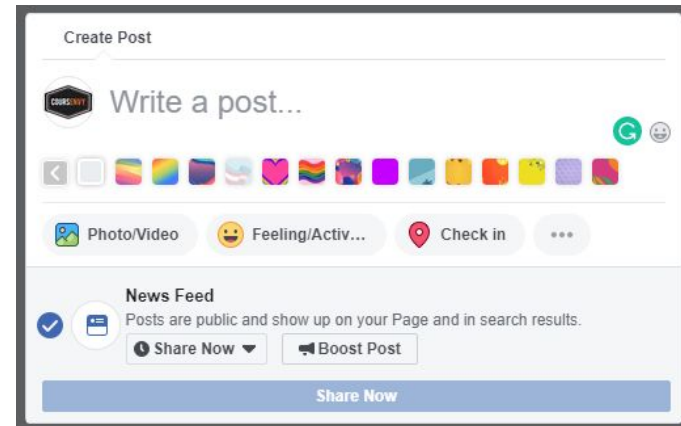 Create Post
COURSENVY
Write a post...
Photo/Video
Feeling/Activ...
Check in
News Feed
Posts are public and show up on your Page and in search results.
Share Now
Boost Post
Share Now